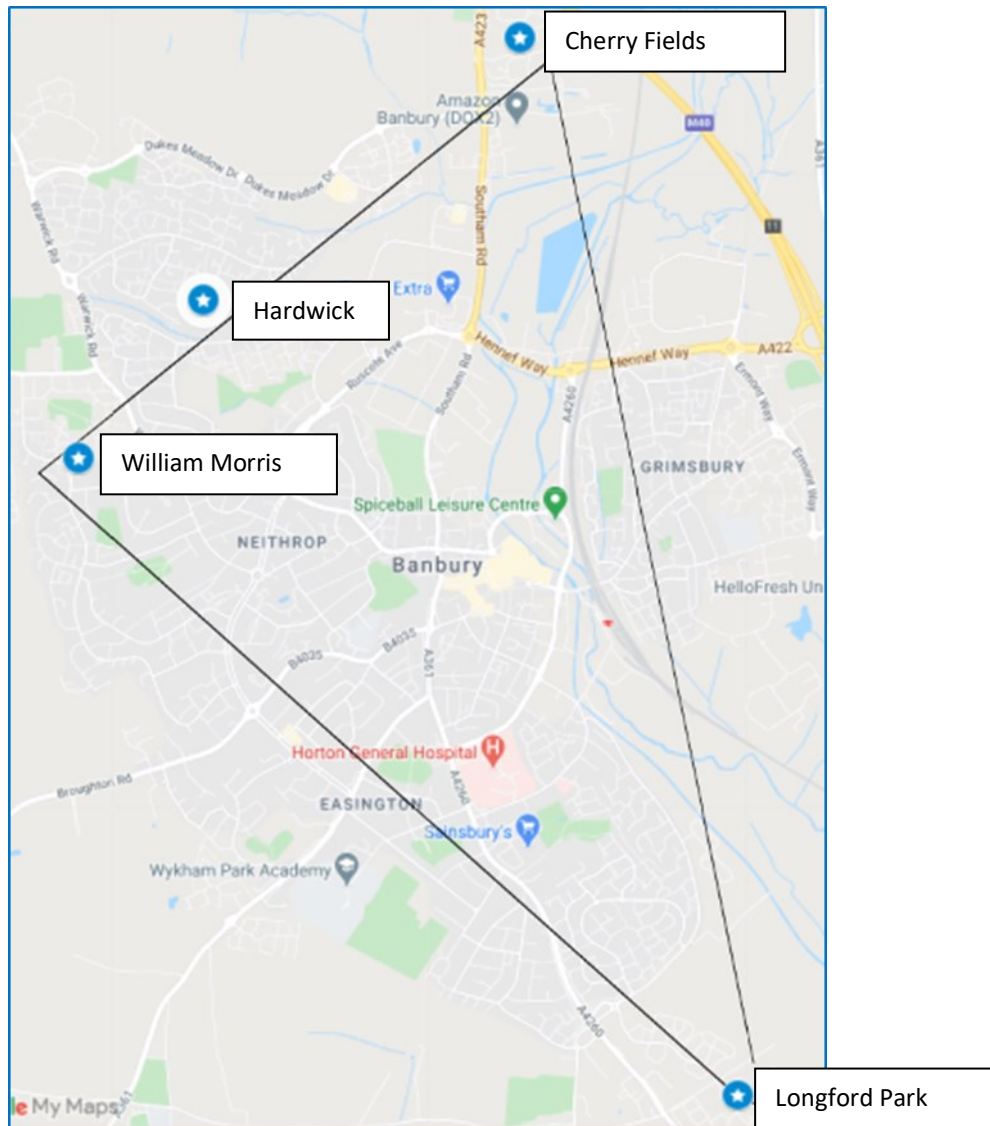 Cherry Fields
A423
Amazon
Banbury (DOX2)
M40
A361
Dukes Meadow Dr
Dukes Meadow Dr
Southam Rd
Warwick Rd
11
Hardwick
Extra
Warwick Rd
Ruscote Ave
Hennef Way
Hennef Way
A422
Southam Rd
A4260
Ermont Way
William Morris
GRIMSBURY
Ermont Way
Spiceball Leisure Centre
NEITHROP
Banbury
HelloFresh Un
B4035
B4035
A361
Horton General Hospital
H
Broughton Rd
EASINGTON
A4260
Sainsbury's
Wykham Park Academy
A4260
le My Maps
A361
Longford Park